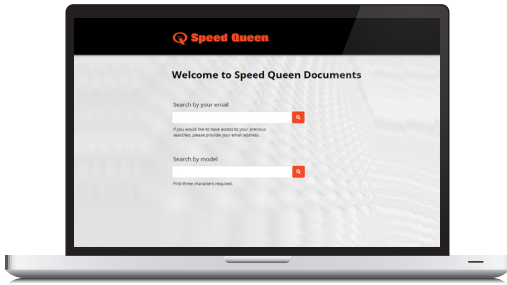 Speed Queen
Welcome to Speed Queen Documents
Search by your email
If you would like to have access to your previous
searches, please provide your email address.
Search by model
First three characters required.